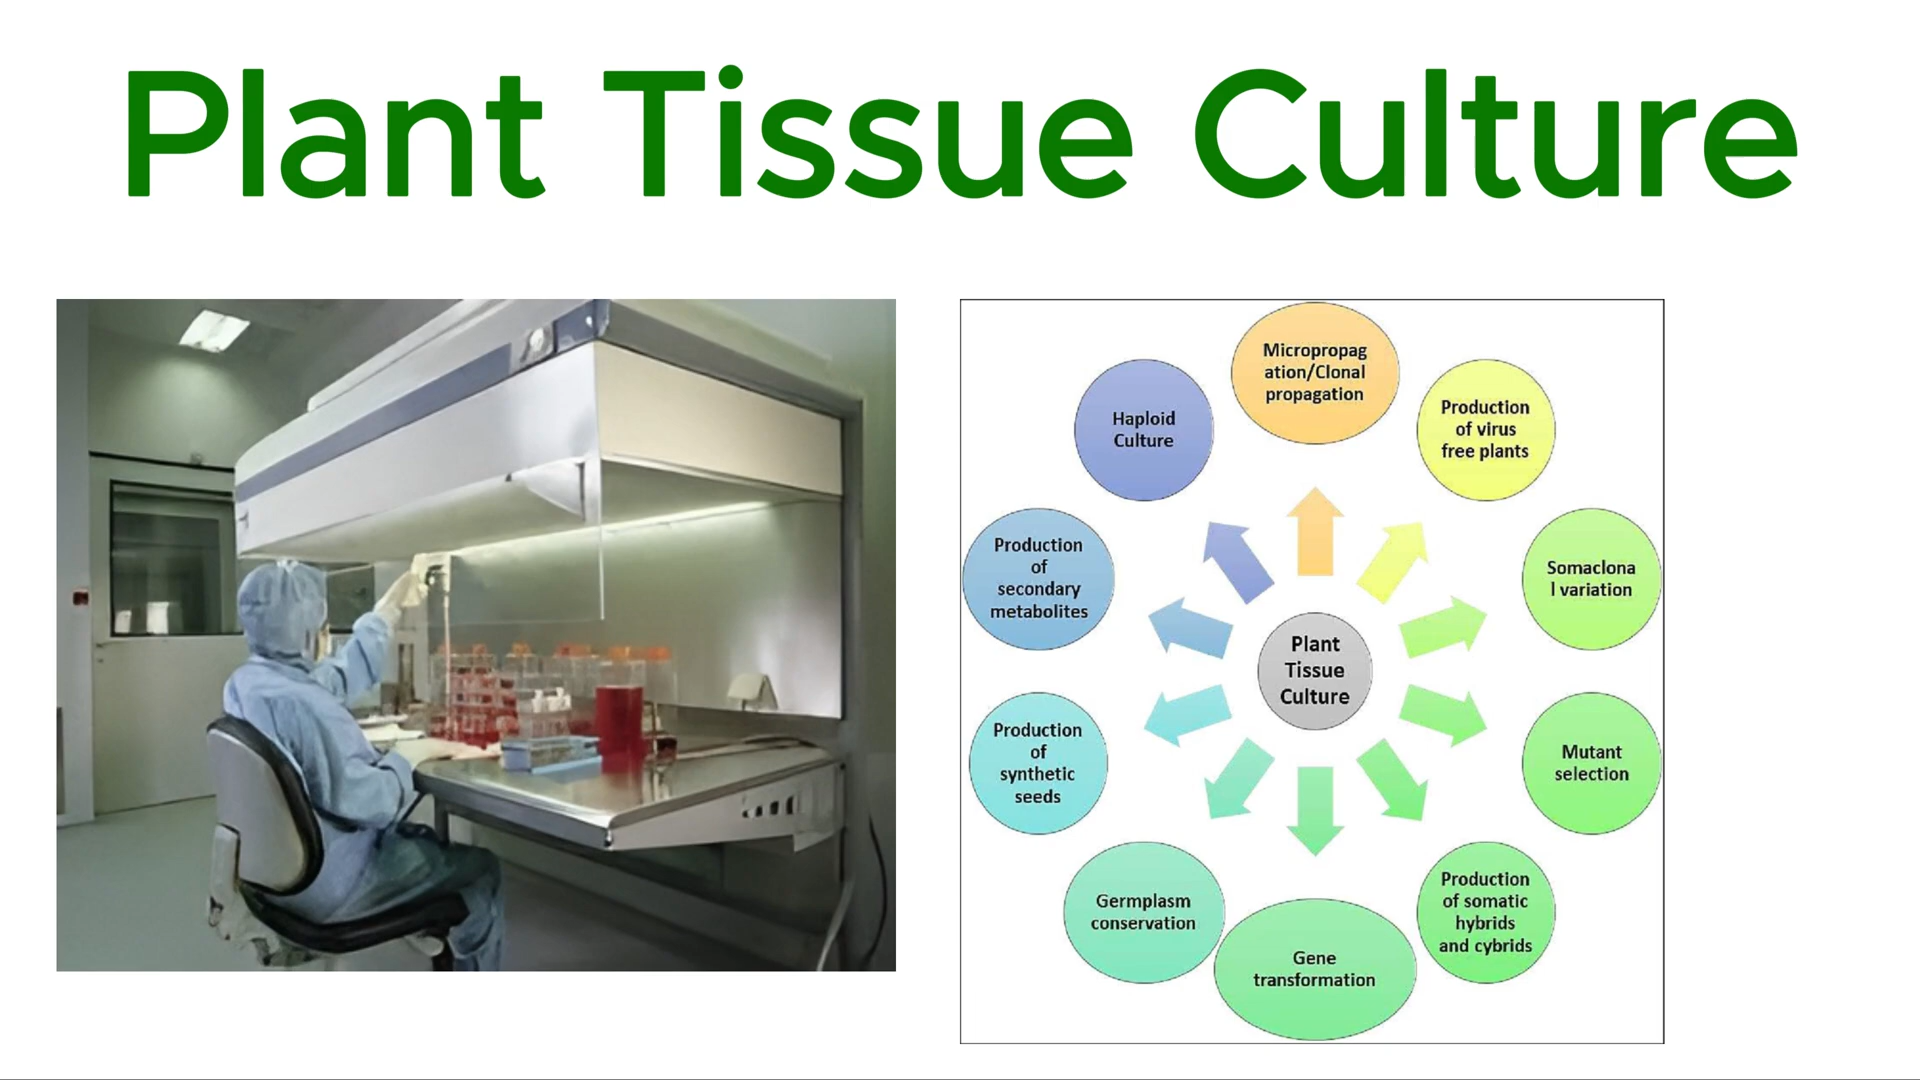 Plant Tissue Culture
Micropropag
ation/Clonal
propagation
Production
of virus
free plants
Somaclona
l variation
Mutant
selection
Production
of somatic
hybrids
and cybrids
Gene
transformation
Germplasm
conservation
Production
of
synthetic
seeds
Production
of
secondary
metabolites
Haploid
Culture
Plant
Tissue
Culture